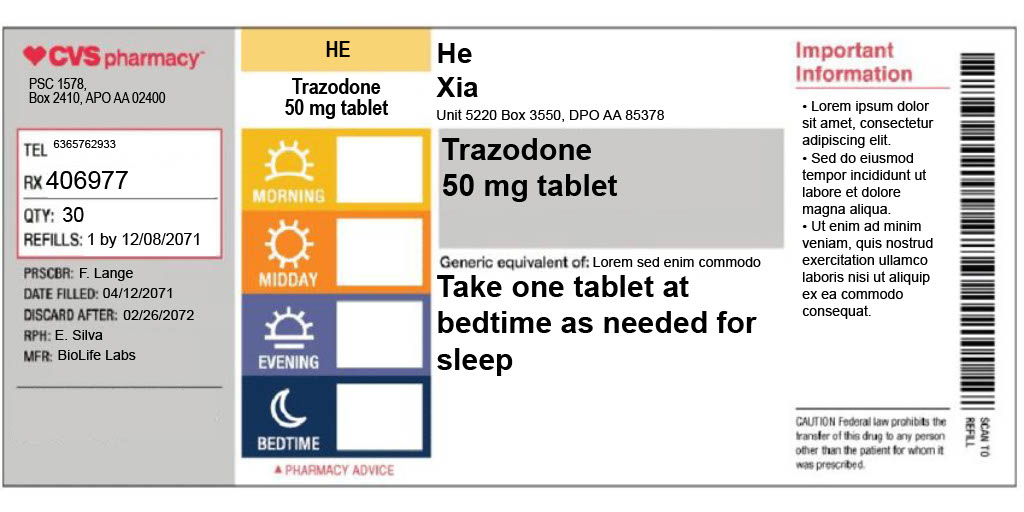 CVS pharmacy
PSC 1578,
Box 2410, APO AA 02400
TEL 6365762933
RX 406977
QTY: 30
REFILLS: 1 by 12/08/2071
PRSCBR: F. Lange
DATE FILLED: 04/12/2071
DISCARD AFTER: 02/26/2072
RPH: E. Silva
MFR: BioLife Labs
HE
Trazodone
50 mg tablet
MORNING
MIDDAY
EVENING
BEDTIME
▲ PHARMACY ADVICE
He
Xia
Unit 5220 Box 3550, DPO AA 85378
Trazodone
50 mg tablet
Generic equivalent of: Lorem sed enim commodo
Take one tablet at
bedtime as needed for
sleep
Important
Information
• Lorem ipsum dolor
sit amet, consectetur
adipiscing elit.
• Sed do eiusmod
tempor incididunt ut
labore et dolore
magna aliqua.
• Ut enim ad minim
veniam, quis nostrud
exercitation ullamco
laboris nisi ut aliquip
ex ea commodo
consequat.
CAUTION Federal law prohibits the
transfer of this drug to any person
other than the patient for whom it
was prescribed.
SCAN TO
REFILL